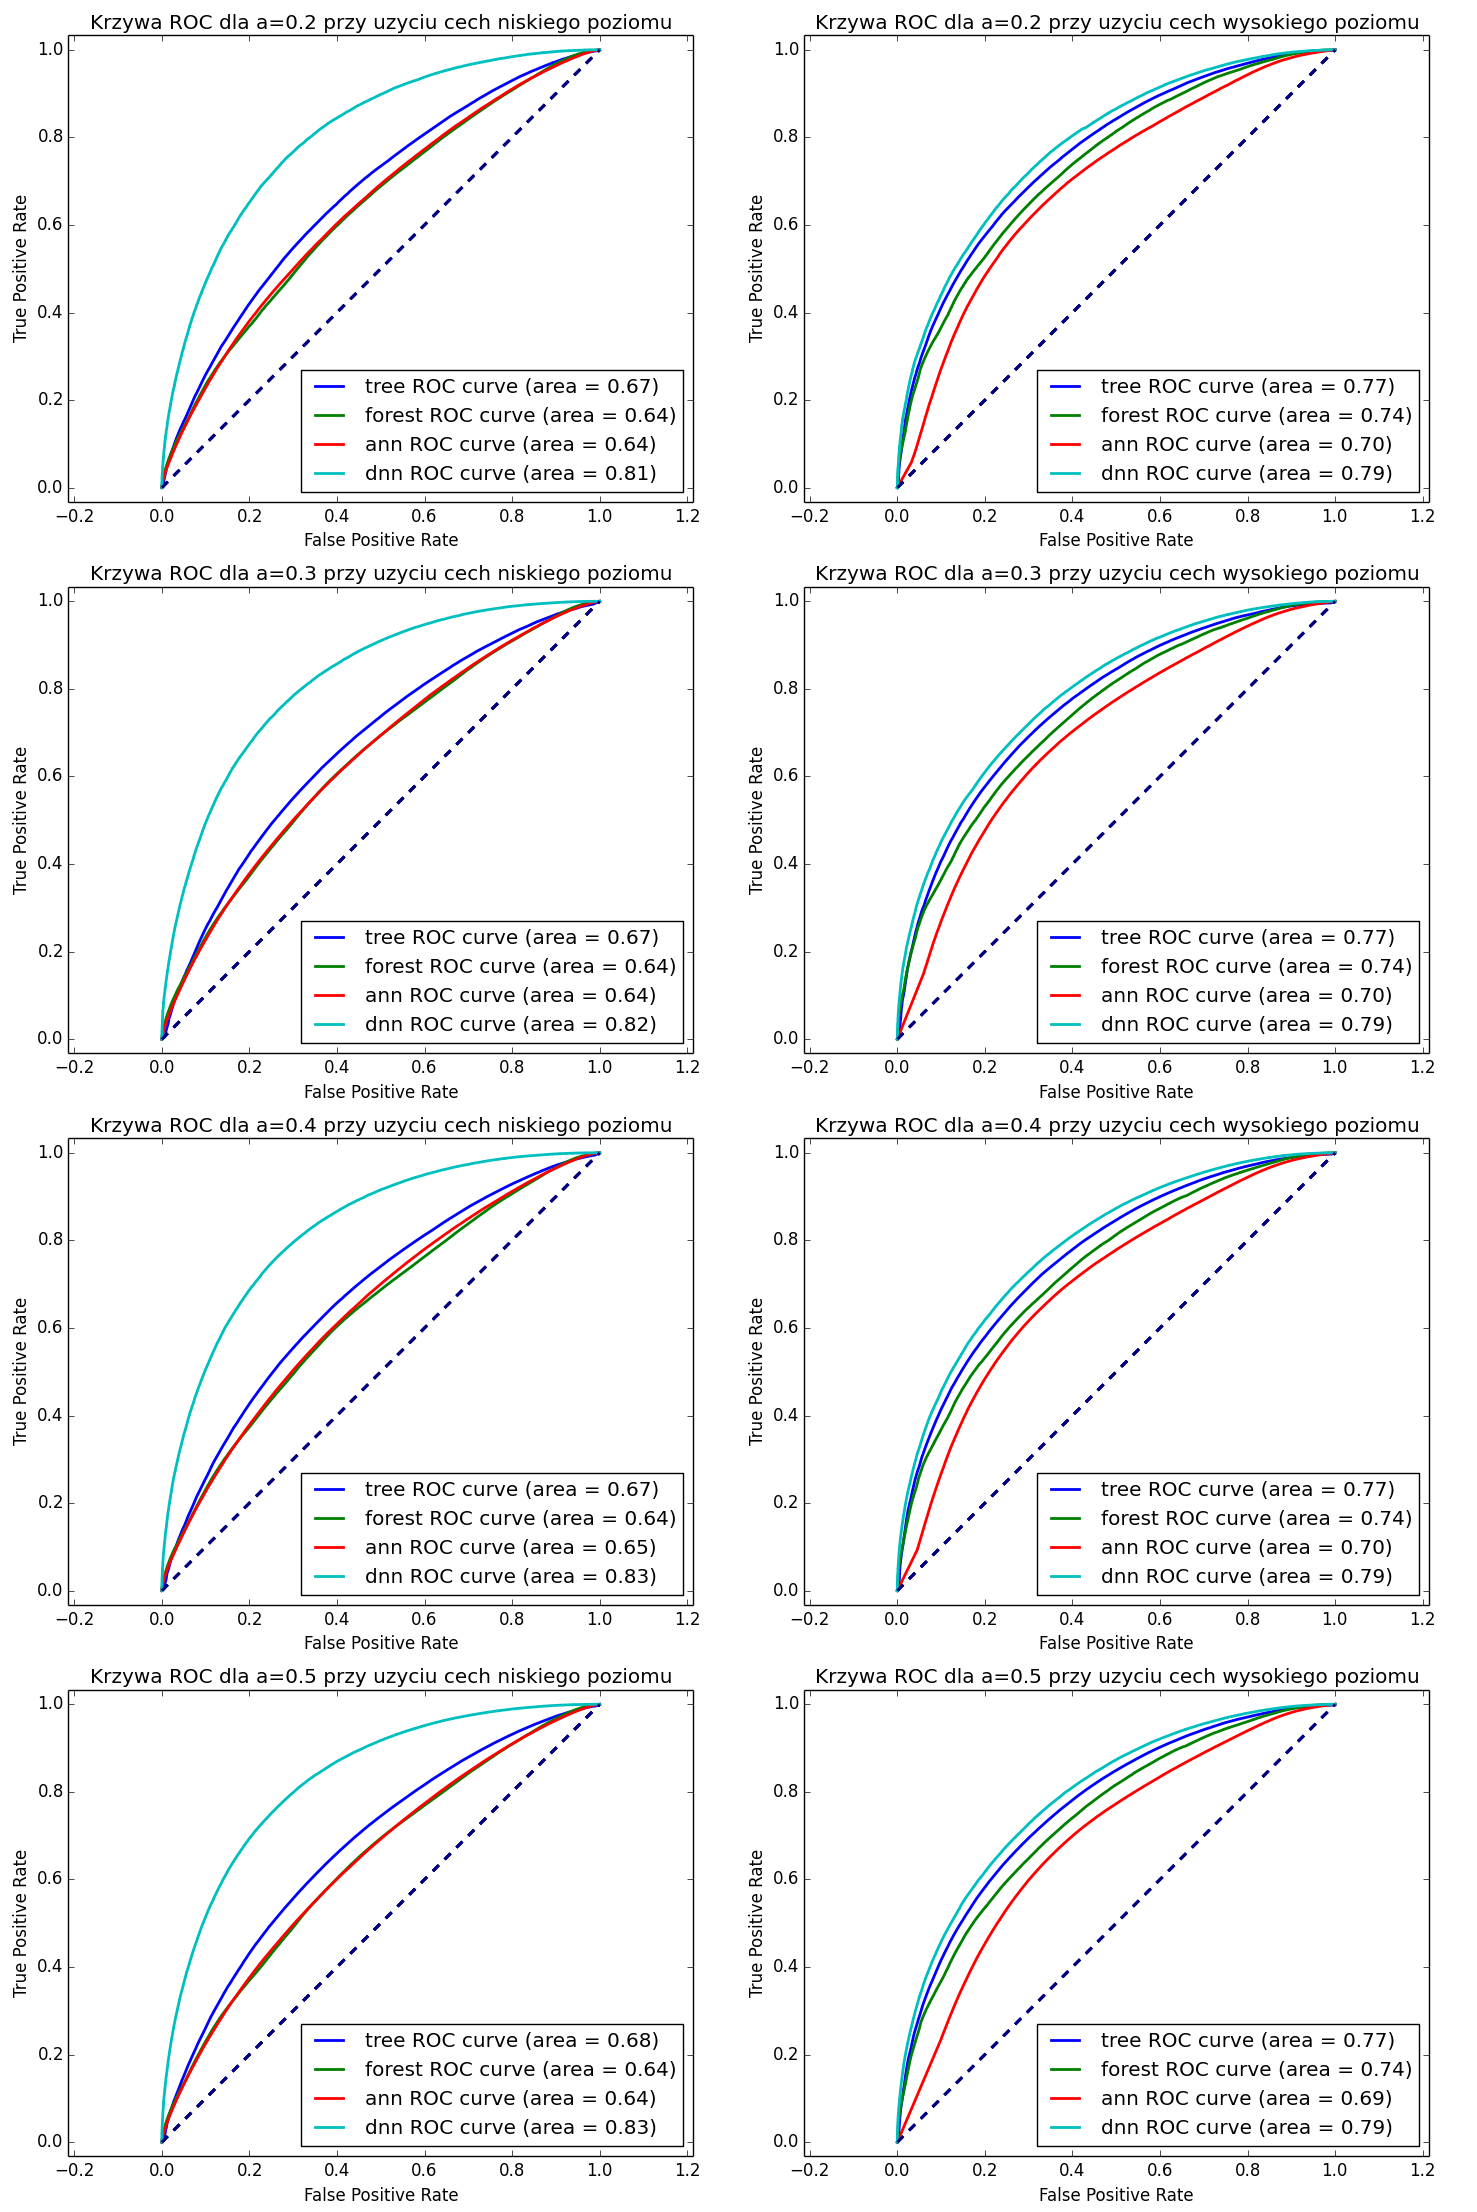 Krzywa ROC dla a=0.2 przy uzyciu cech niskiego poziomu
True Positive Rate
1.0
0.8
0.6
0.4
0.2
0.0
tree ROC curve (area = 0.67)
forest ROC curve (area = 0.64)
ann ROC curve (area = 0.64)
dnn ROC curve (area = 0.81)
−0.2 0.0 0.2 0.4 0.6 0.8 1.0 1.2
False Positive Rate
Krzywa ROC dla a=0.2 przy uzyciu cech wysokiego poziomu
True Positive Rate
1.0
0.8
0.6
0.4
0.2
0.0
tree ROC curve (area = 0.77)
forest ROC curve (area = 0.74)
ann ROC curve (area = 0.70)
dnn ROC curve (area = 0.79)
−0.2 0.0 0.2 0.4 0.6 0.8 1.0 1.2
False Positive Rate
Krzywa ROC dla a=0.3 przy uzyciu cech niskiego poziomu
True Positive Rate
1.0
0.8
0.6
0.4
0.2
0.0
tree ROC curve (area = 0.67)
forest ROC curve (area = 0.64)
ann ROC curve (area = 0.64)
dnn ROC curve (area = 0.82)
−0.2 0.0 0.2 0.4 0.6 0.8 1.0 1.2
False Positive Rate
Krzywa ROC dla a=0.3 przy uzyciu cech wysokiego poziomu
True Positive Rate
1.0
0.8
0.6
0.4
0.2
0.0
tree ROC curve (area = 0.77)
forest ROC curve (area = 0.74)
ann ROC curve (area = 0.70)
dnn ROC curve (area = 0.79)
−0.2 0.0 0.2 0.4 0.6 0.8 1.0 1.2
False Positive Rate
Krzywa ROC dla a=0.4 przy uzyciu cech niskiego poziomu
True Positive Rate
1.0
0.8
0.6
0.4
0.2
0.0
tree ROC curve (area = 0.67)
forest ROC curve (area = 0.64)
ann ROC curve (area = 0.65)
dnn ROC curve (area = 0.83)
−0.2 0.0 0.2 0.4 0.6 0.8 1.0 1.2
False Positive Rate
Krzywa ROC dla a=0.4 przy uzyciu cech wysokiego poziomu
True Positive Rate
1.0
0.8
0.6
0.4
0.2
0.0
tree ROC curve (area = 0.77)
forest ROC curve (area = 0.74)
ann ROC curve (area = 0.70)
dnn ROC curve (area = 0.79)
−0.2 0.0 0.2 0.4 0.6 0.8 1.0 1.2
False Positive Rate
Krzywa ROC dla a=0.5 przy uzyciu cech niskiego poziomu
True Positive Rate
1.0
0.8
0.6
0.4
0.2
0.0
tree ROC curve (area = 0.68)
forest ROC curve (area = 0.64)
ann ROC curve (area = 0.64)
dnn ROC curve (area = 0.83)
−0.2 0.0 0.2 0.4 0.6 0.8 1.0 1.2
False Positive Rate
Krzywa ROC dla a=0.5 przy uzyciu cech wysokiego poziomu
True Positive Rate
1.0
0.8
0.6
0.4
0.2
0.0
tree ROC curve (area = 0.77)
forest ROC curve (area = 0.74)
ann ROC curve (area = 0.69)
dnn ROC curve (area = 0.79)
−0.2 0.0 0.2 0.4 0.6 0.8 1.0 1.2
False Positive Rate